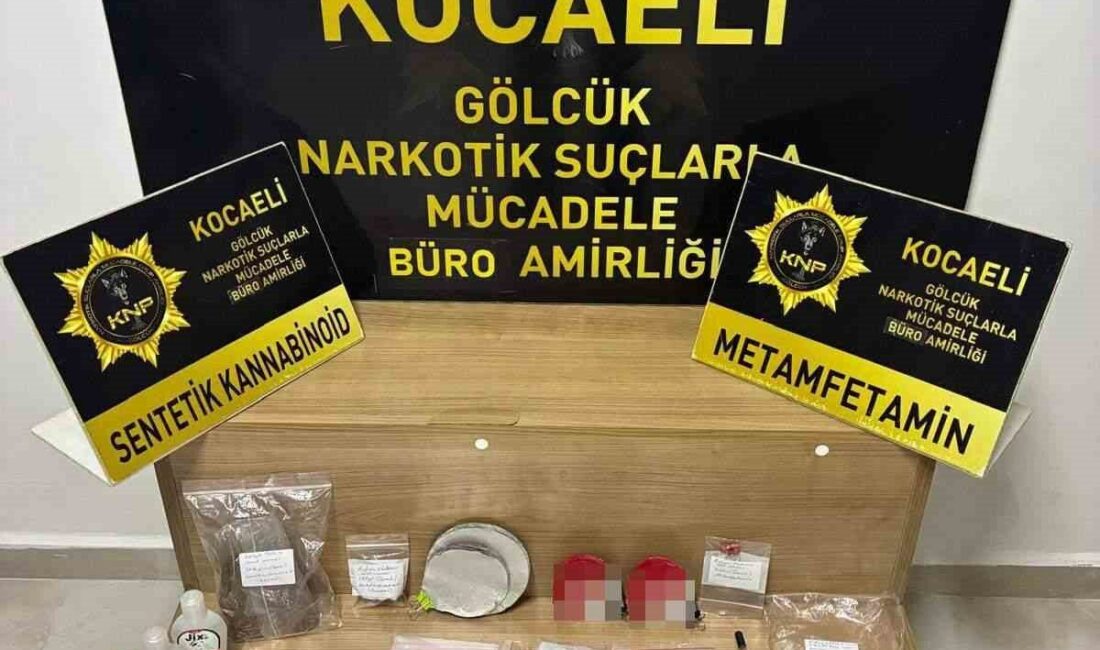 KOCAELİ
GÖLCÜK
NARKOTİK SUÇLARLA
MÜCADELE
BÜRO AMİRLİĞİ
KOCAELİ
GÖLCÜK
NARKOTİK SUÇLARLA
MÜCADELE
BÜRO AMİRLİĞİ
KNP
SENTETİK KANNABİNOİD
KOCAELİ
GÖLCÜK
NARKOTİK SUÇLARLA
MÜCADELE
BÜRO AMİRLİĞİ
KNP
METAMFETAMİN
Jix